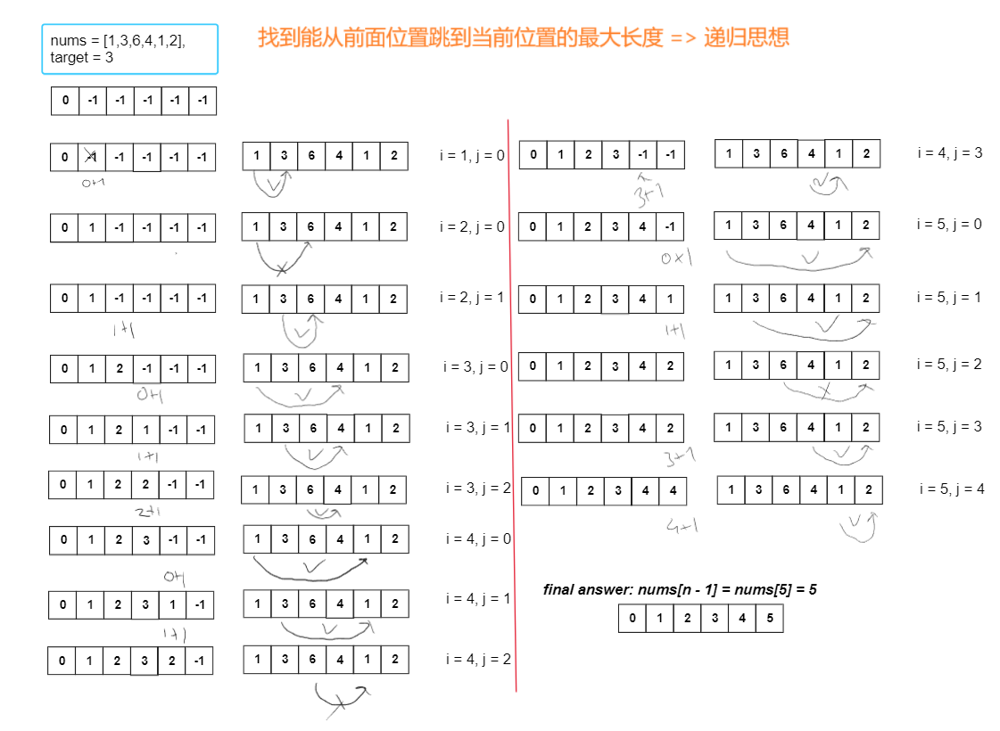 nums = [1,3,6,4,1,2],
target = 3
找到能从前面位置跳到当前位置的最大长度 => 递归思想
0 -1 -1 -1 -1 -1
0 -1 -1 -1 -1 -1 1 3 6 4 1 2 i = 1, j = 0
0+1
0 1 -1 -1 -1 -1 1 3 6 4 1 2 i = 2, j = 0
0 1 -1 -1 -1 -1 1 3 6 4 1 2 i = 2, j = 1
1+1
0 1 2 -1 -1 -1 1 3 6 4 1 2 i = 3, j = 0
0+1
0 1 2 1 -1 -1 1 3 6 4 1 2 i = 3, j = 1
1+1
0 1 2 2 -1 -1 1 3 6 4 1 2 i = 3, j = 2
2+1
0 1 2 3 -1 -1 1 3 6 4 1 2 i = 4, j = 0
0+1
0 1 2 3 1 -1 1 3 6 4 1 2 i = 4, j = 1
1+1
0 1 2 3 2 -1 1 3 6 4 1 2 i = 4, j = 2
0 1 2 3 -1 -1 1 3 6 4 1 2 i = 4, j = 3
3+1
0 1 2 3 4 -1 1 3 6 4 1 2 i = 5, j = 0
0+1
0 1 2 3 4 1 1 3 6 4 1 2 i = 5, j = 1
1+1
0 1 2 3 4 2 1 3 6 4 1 2 i = 5, j = 2
0 1 2 3 4 2 1 3 6 4 1 2 i = 5, j = 3
3+1
0 1 2 3 4 4 1 3 6 4 1 2 i = 5, j = 4
4+1
final answer: nums[n - 1] = nums[5] = 5
0 1 2 3 4 5